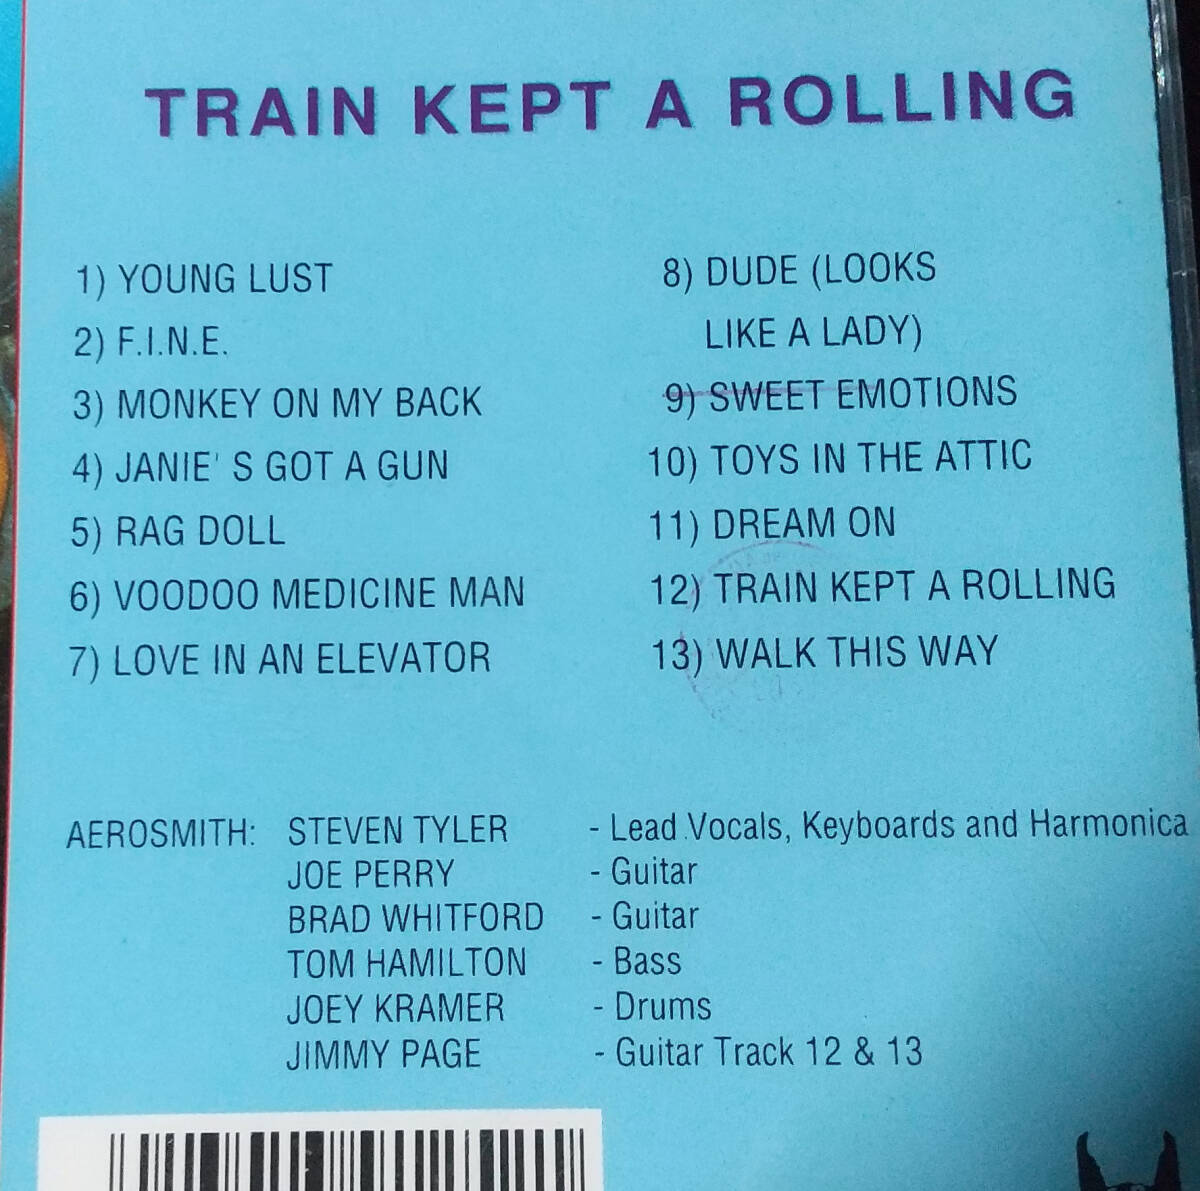 TRAIN KEPT A ROLLING
1) YOUNG LUST
2) F.I.N.E.
3) MONKEY ON MY BACK
4) JANIE' S GOT A GUN
5) RAG DOLL
6) VOODOO MEDICINE MAN
7) LOVE IN AN ELEVATOR
8) DUDE (LOOKS
LIKE A LADY)
9) SWEET EMOTIONS
10) TOYS IN THE ATTIC
11) DREAM ON
12) TRAIN KEPT A ROLLING
13) WALK THIS WAY
AEROSMITH: STEVEN TYLER - Lead Vocals, Keyboards and Harmonica
JOE PERRY - Guitar
BRAD WHITFORD - Guitar
TOM HAMILTON - Bass
JOEY KRAMER - Drums
JIMMY PAGE - Guitar Track 12 & 13